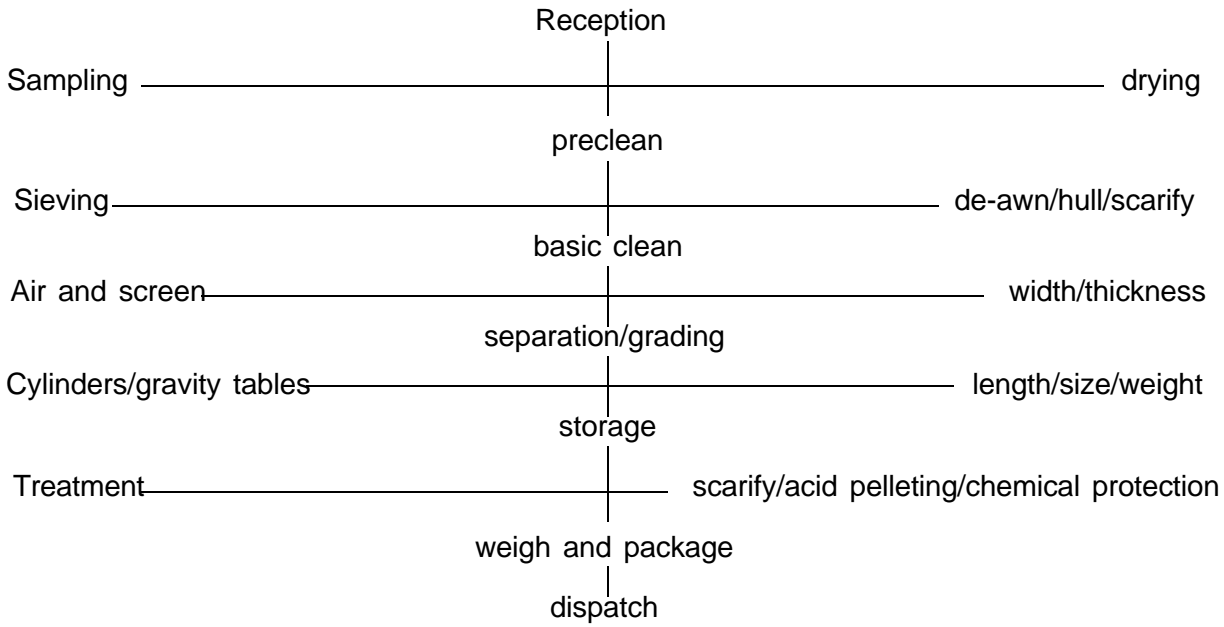 Reception
Sampling drying
preclean
Sieving de-awn/hull/scarify
basic clean
Air and screen width/thickness
separation/grading
Cylinders/gravity tables length/size/weight
storage
Treatment scarify/acid pelleting/chemical protection
weigh and package
dispatch